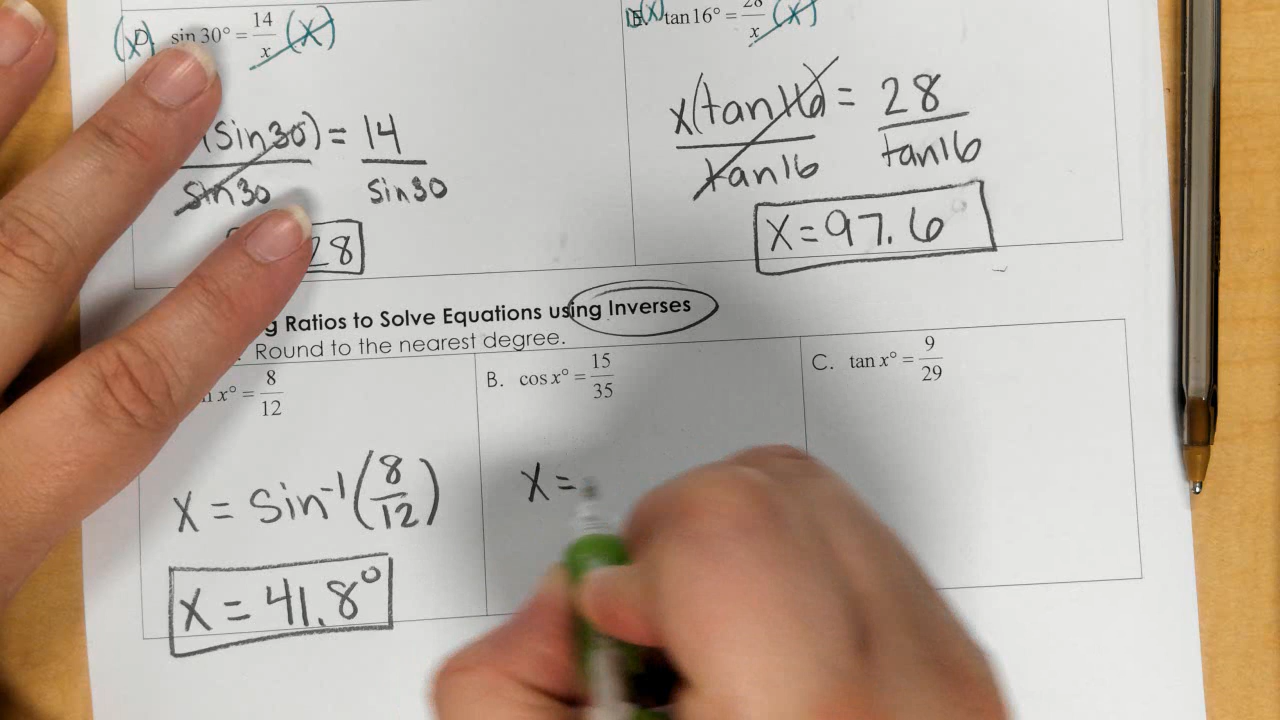 (x) D. sin 30° = 14/x (x)
(sin30) = 14
sin30 sin30
28
(x) tan 16° = 28/x (x)
x(tan16) = 28
tan16 tan16
x = 97.6
Ratios to Solve Equations using Inverses
Round to the nearest degree.
x° = 8/12
x = sin⁻¹(8/12)
x = 41.8°
B. cos x° = 15/35
x =
C. tan x° = 9/29